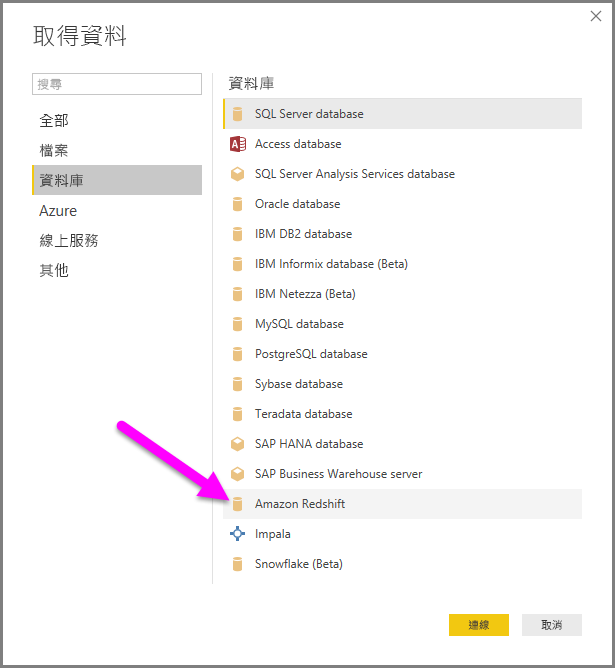 取得資料
搜尋
全部
檔案
資料庫
Azure
線上服務
其他
資料庫
SQL Server database
Access database
SQL Server Analysis Services database
Oracle database
IBM DB2 database
IBM Informix database (Beta)
IBM Netezza (Beta)
MySQL database
PostgreSQL database
Sybase database
Teradata database
SAP HANA database
SAP Business Warehouse server
Amazon Redshift
Impala
Snowflake (Beta)
連線
取消